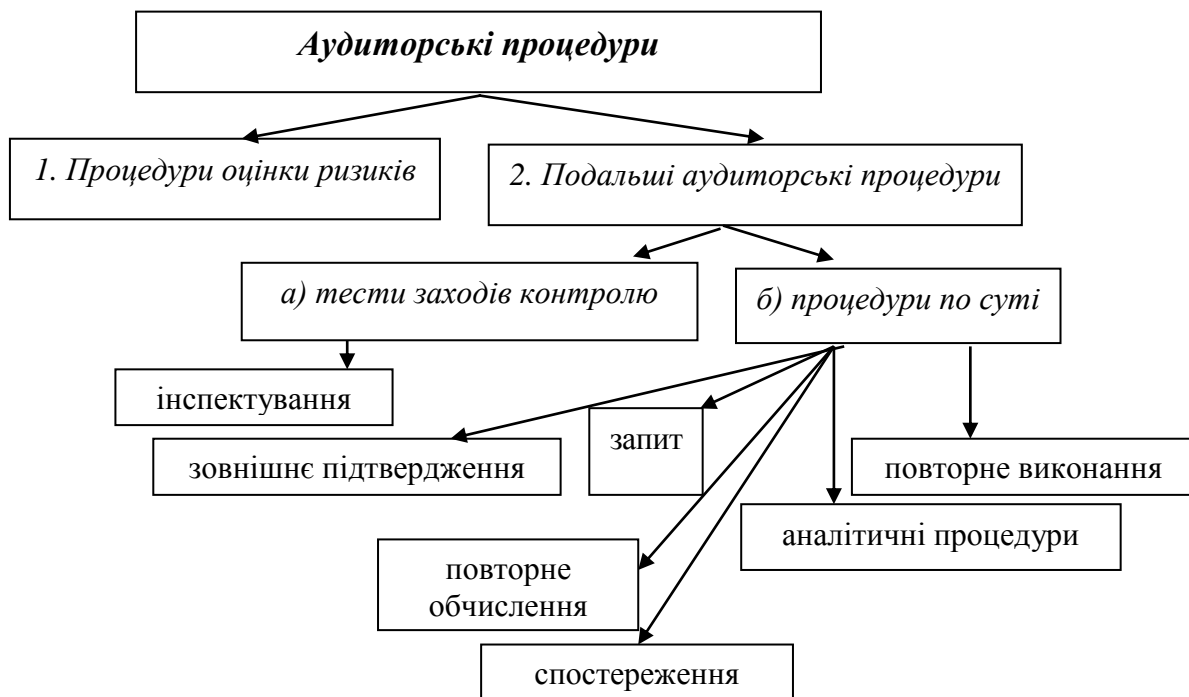 Аудиторські процедури
1. Процедури оцінки ризиків
2. Подальші аудиторські процедури
а) тести заходів контролю
б) процедури по суті
інспектування
запит
зовнішнє підтвердження
повторне виконання
аналітичні процедури
повторне
обчислення
спостереження